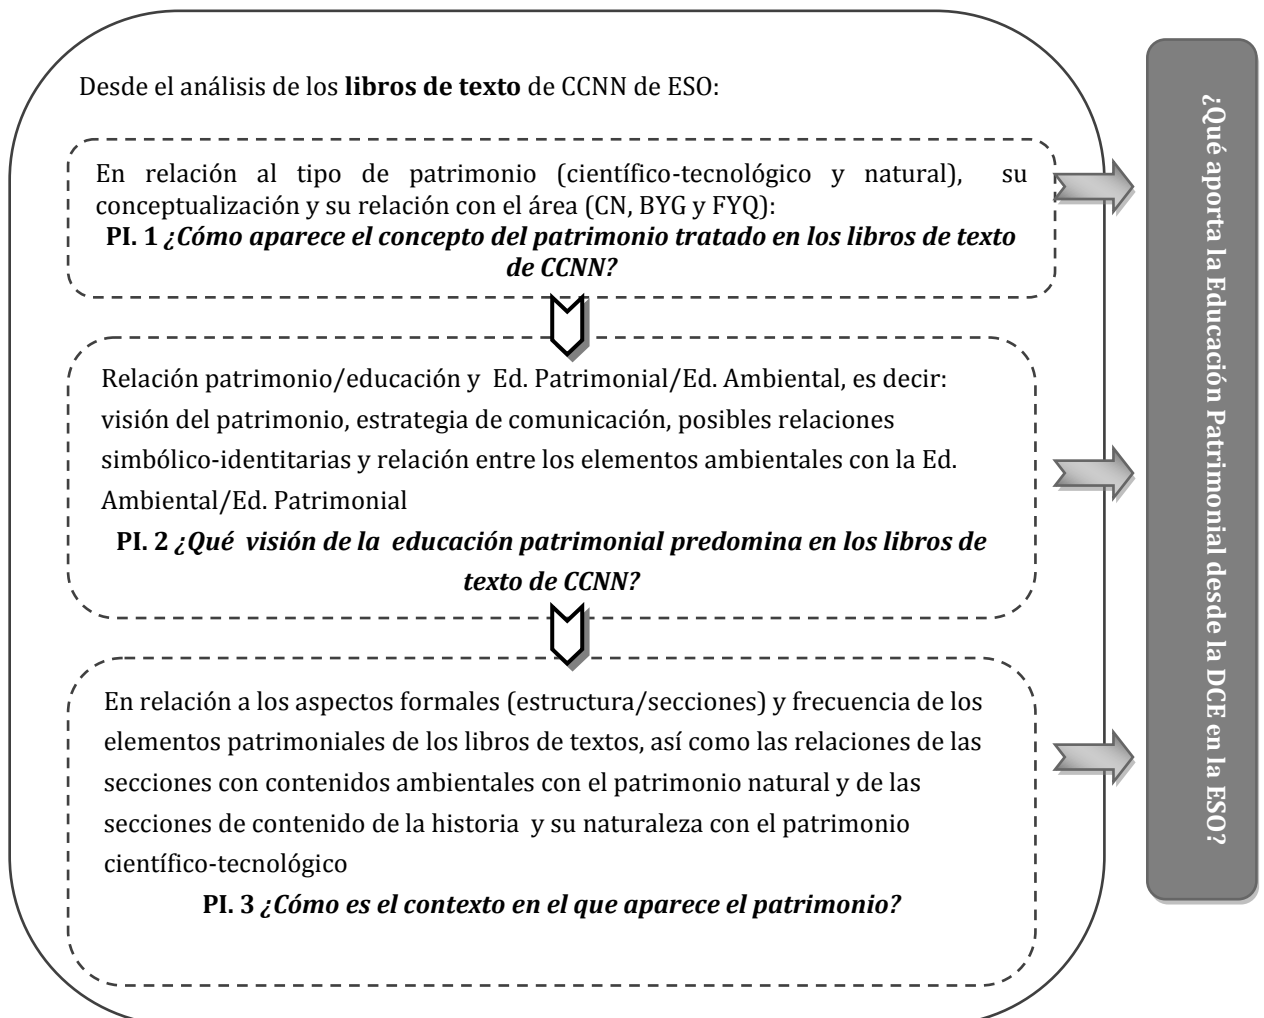 Desde el análisis de los libros de texto de CCNN de ESO:
En relación al tipo de patrimonio (científico-tecnológico y natural), su
conceptualización y su relación con el área (CN, BYG y FYQ):
PI. 1 ¿Cómo aparece el concepto del patrimonio tratado en los libros de texto
de CCNN?
Relación patrimonio/educación y Ed. Patrimonial/Ed. Ambiental, es decir:
visión del patrimonio, estrategia de comunicación, posibles relaciones
simbólico-identitarias y relación entre los elementos ambientales con la Ed.
Ambiental/Ed. Patrimonial
PI. 2 ¿Qué visión de la educación patrimonial predomina en los libros de
texto de CCNN?
En relación a los aspectos formales (estructura/secciones) y frecuencia de los
elementos patrimoniales de los libros de textos, así como las relaciones de las
secciones con contenidos ambientales con el patrimonio natural y de las
secciones de contenido de la historia y su naturaleza con el patrimonio
científico-tecnológico
PI. 3 ¿Cómo es el contexto en el que aparece el patrimonio?
¿Qué aporta la Educación Patrimonial desde la DCE en la ESO?